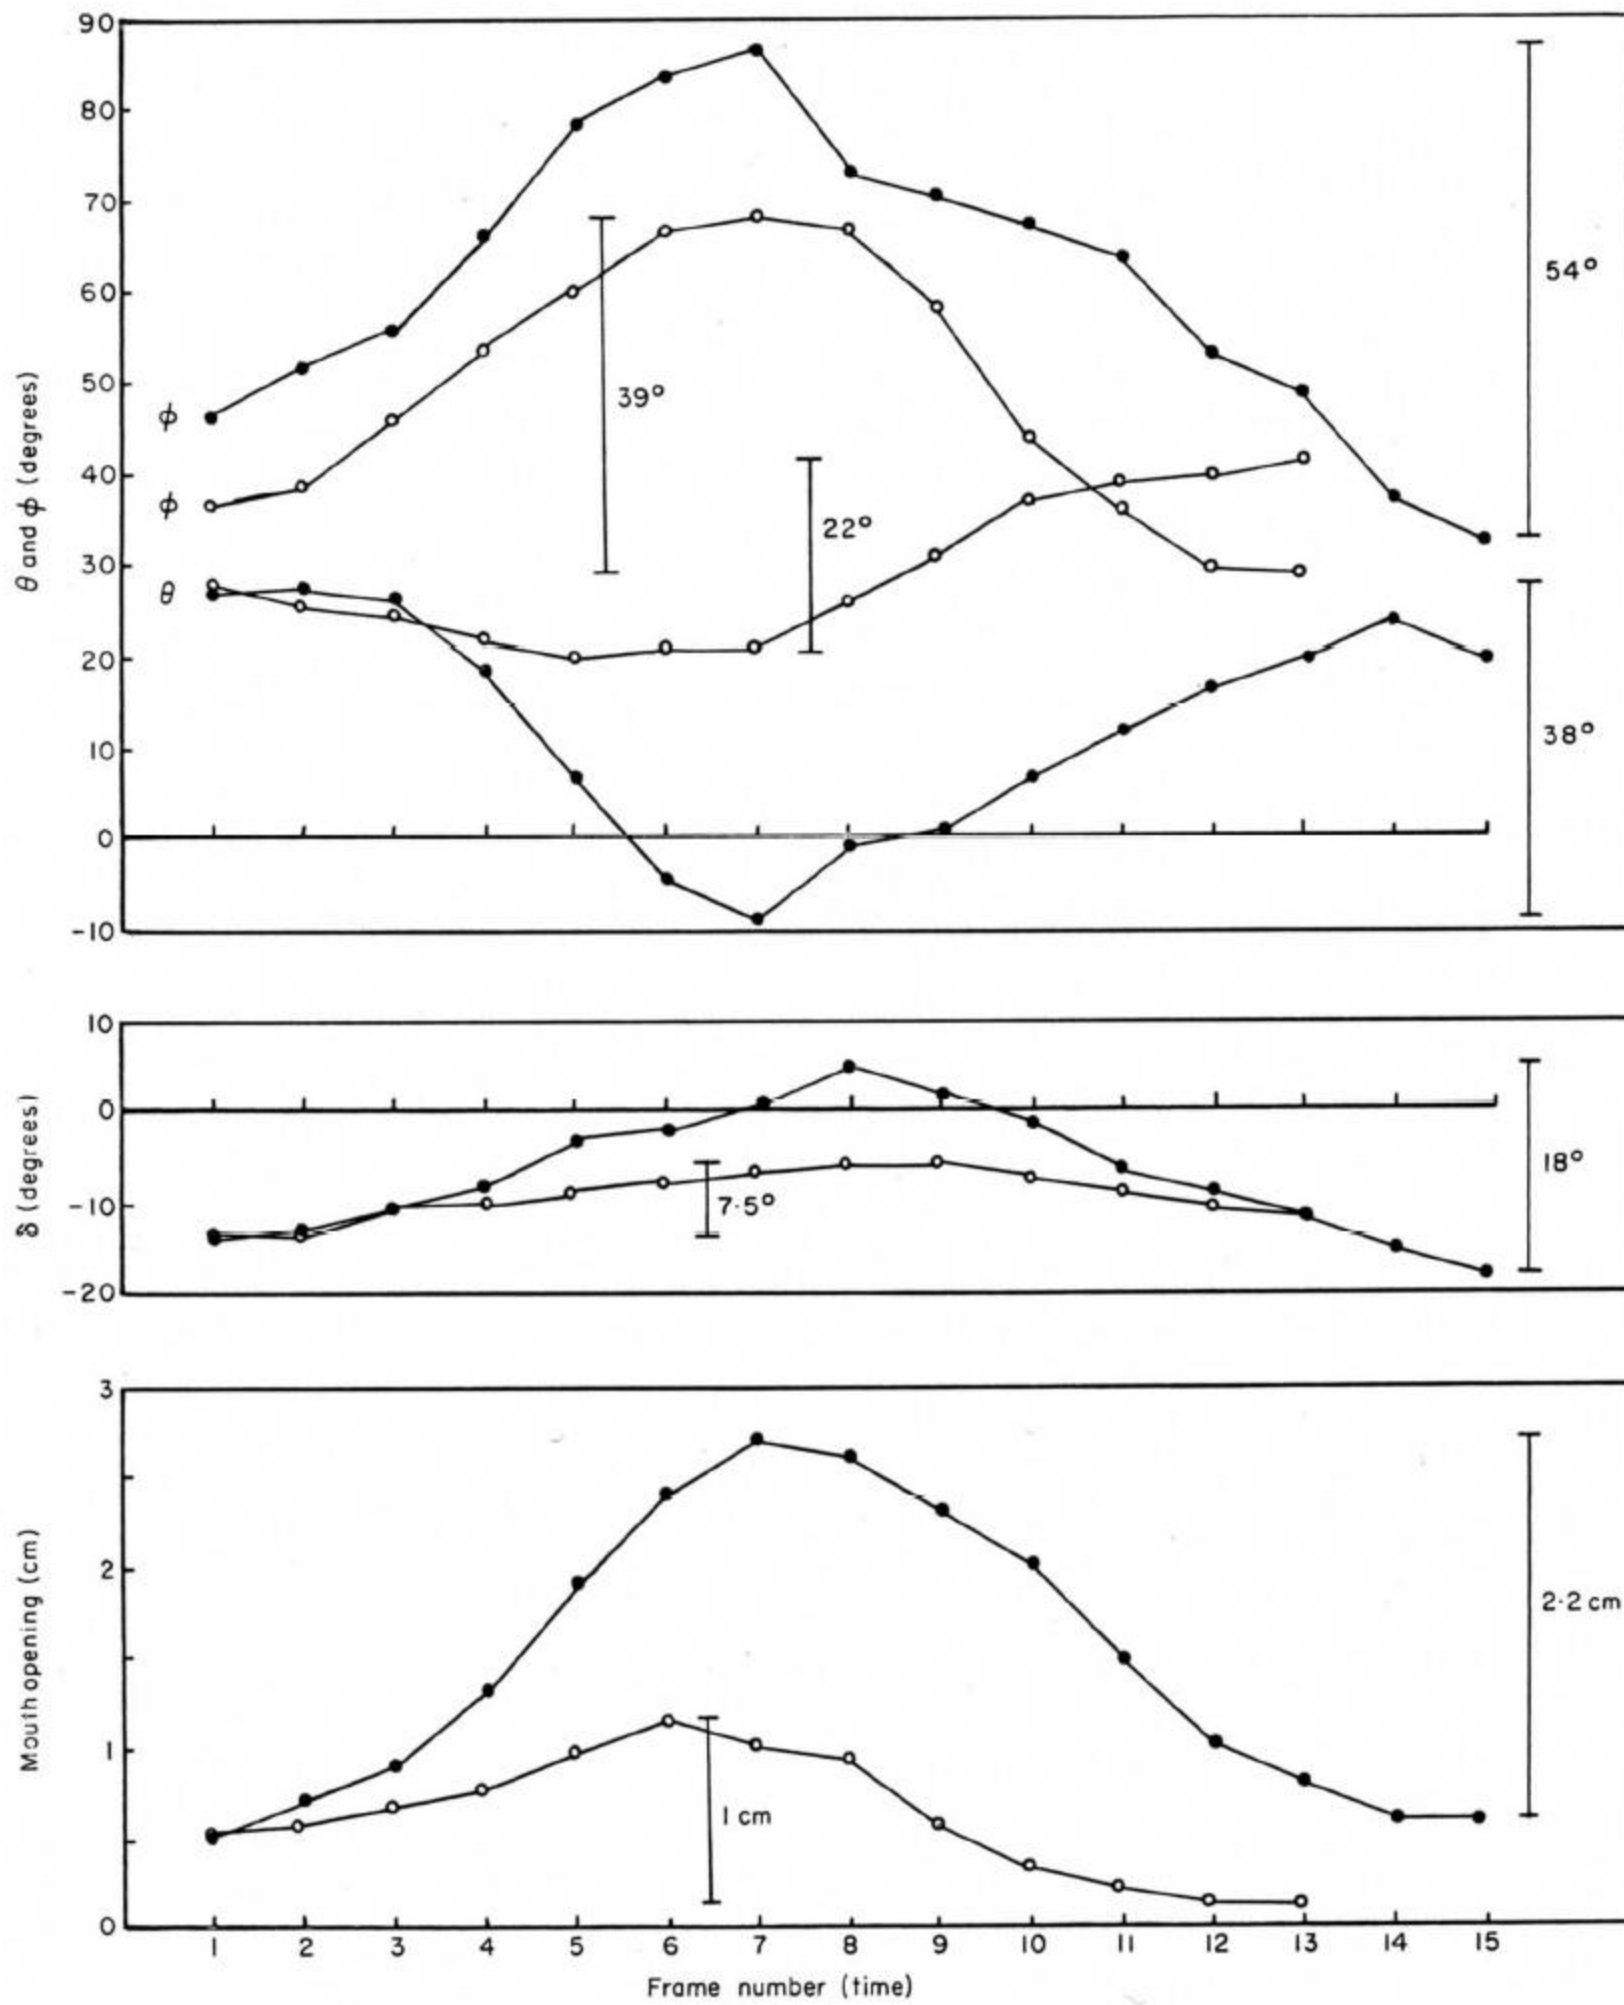 90
80
70
60
50
40
30
20
10
0
-10
θ and ϕ (degrees)
ϕ
ϕ
θ
39°
22°
54°
38°
10
0
-10
-20
δ (degrees)
7·5°
18°
3
2
1
0
Mouth opening (cm)
1 cm
2·2 cm
1 2 3 4 5 6 7 8 9 10 11 12 13 14 15
Frame number (time)